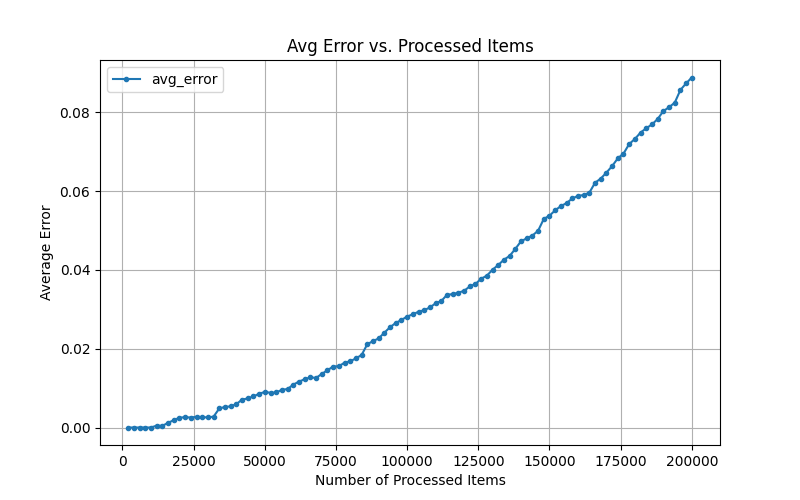 Avg Error vs. Processed Items
avg_error
0.08
0.06
0.04
0.02
0.00
Average Error
0 25000 50000 75000 100000 125000 150000 175000 200000
Number of Processed Items